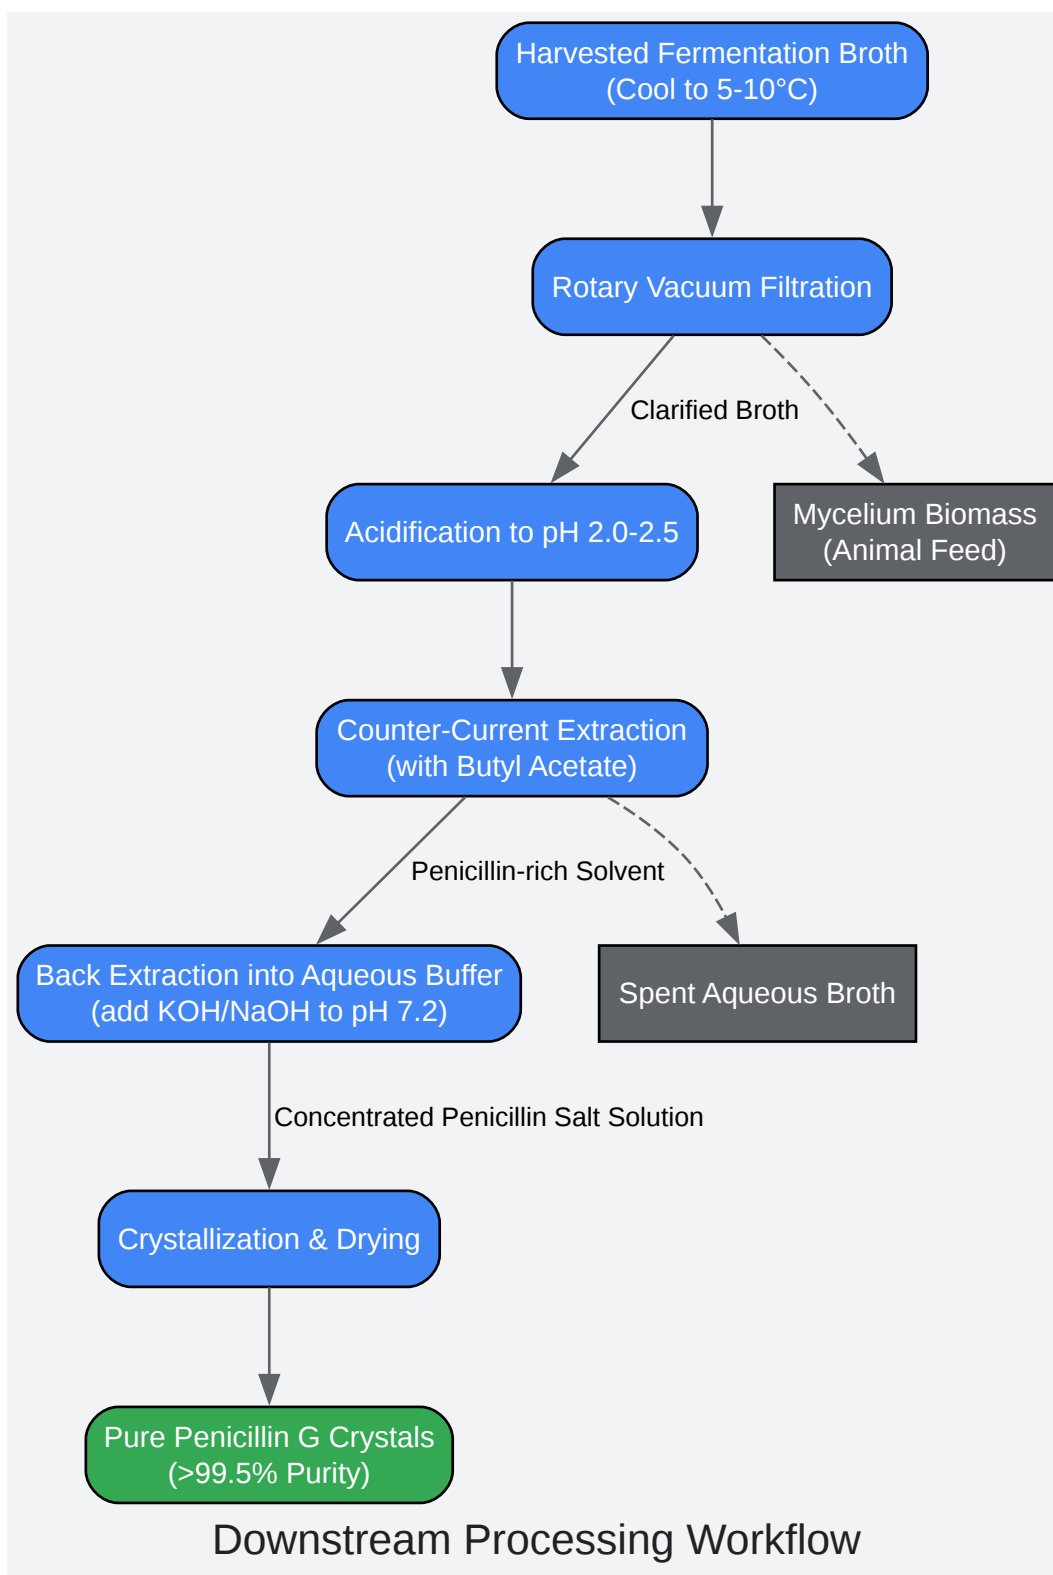 Harvested Fermentation Broth
(Cool to 5-10°C)
Rotary Vacuum Filtration
Clarified Broth
Acidification to pH 2.0-2.5
Mycelium Biomass
(Animal Feed)
Counter-Current Extraction
(with Butyl Acetate)
Penicillin-rich Solvent
Back Extraction into Aqueous Buffer
(add KOH/NaOH to pH 7.2)
Spent Aqueous Broth
Concentrated Penicillin Salt Solution
Crystallization & Drying
Pure Penicillin G Crystals
(>99.5% Purity)
Downstream Processing Workflow